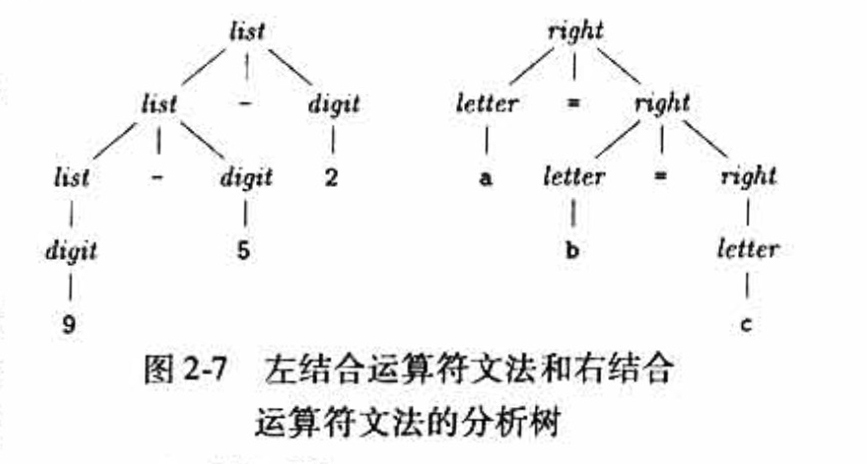 list right
list - digit letter = right
list - digit 2 a letter = right
digit 5 b letter
9 c
图 2-7 左结合运算符文法和右结合
运算符文法的分析树